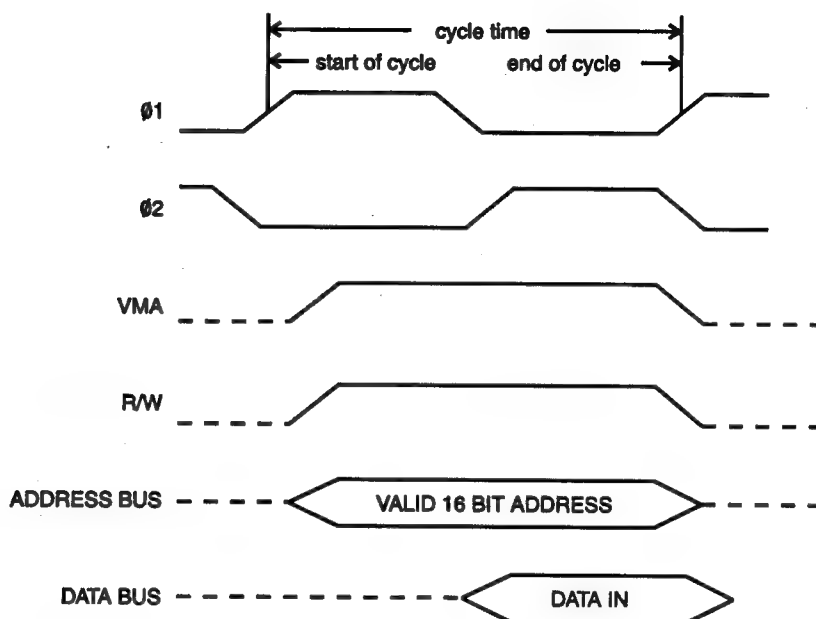 cycle time
start of cycle end of cycle
Ø1
Ø2
VMA
R/W
ADDRESS BUS VALID 16 BIT ADDRESS
DATA BUS DATA IN